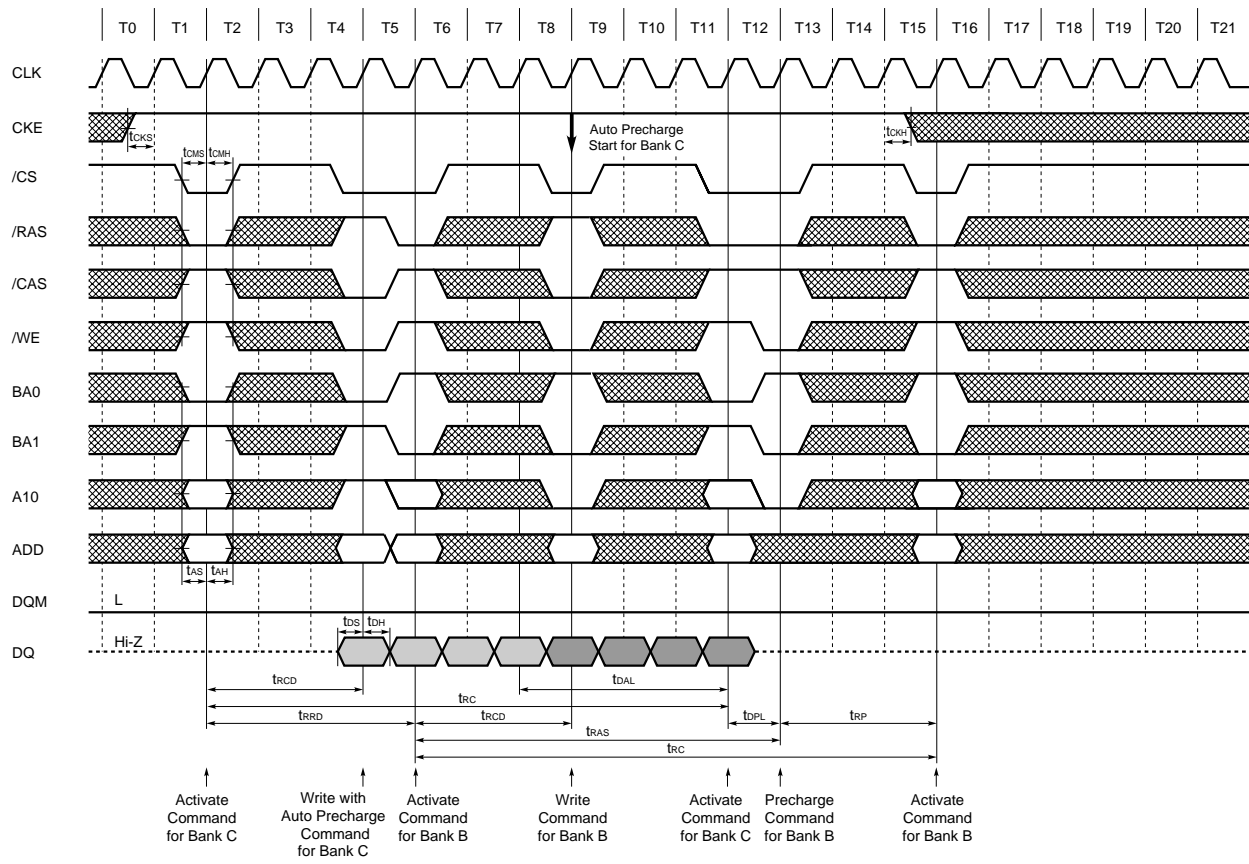 T0 T1 T2 T3 T4 T5 T6 T7 T8 T9 T10 T11 T12 T13 T14 T15 T16 T17 T18 T19 T20 T21
CLK
CKE
tCKS
Auto Precharge
Start for Bank C
tCKH
tCMS tCMH
/CS
/RAS
/CAS
/WE
BA0
BA1
A10
ADD
tAS tAH
DQM L
tDS tDH
DQ Hi-Z
tRCD tDAL
tRC
tRRD tRCD tDPL tRP
tRAS
tRC
Activate
Command
for Bank C
Write with
Auto Precharge
Command
for Bank C
Activate
Command
for Bank B
Write
Command
for Bank B
Activate
Command
for Bank C
Precharge
Command
for Bank B
Activate
Command
for Bank B